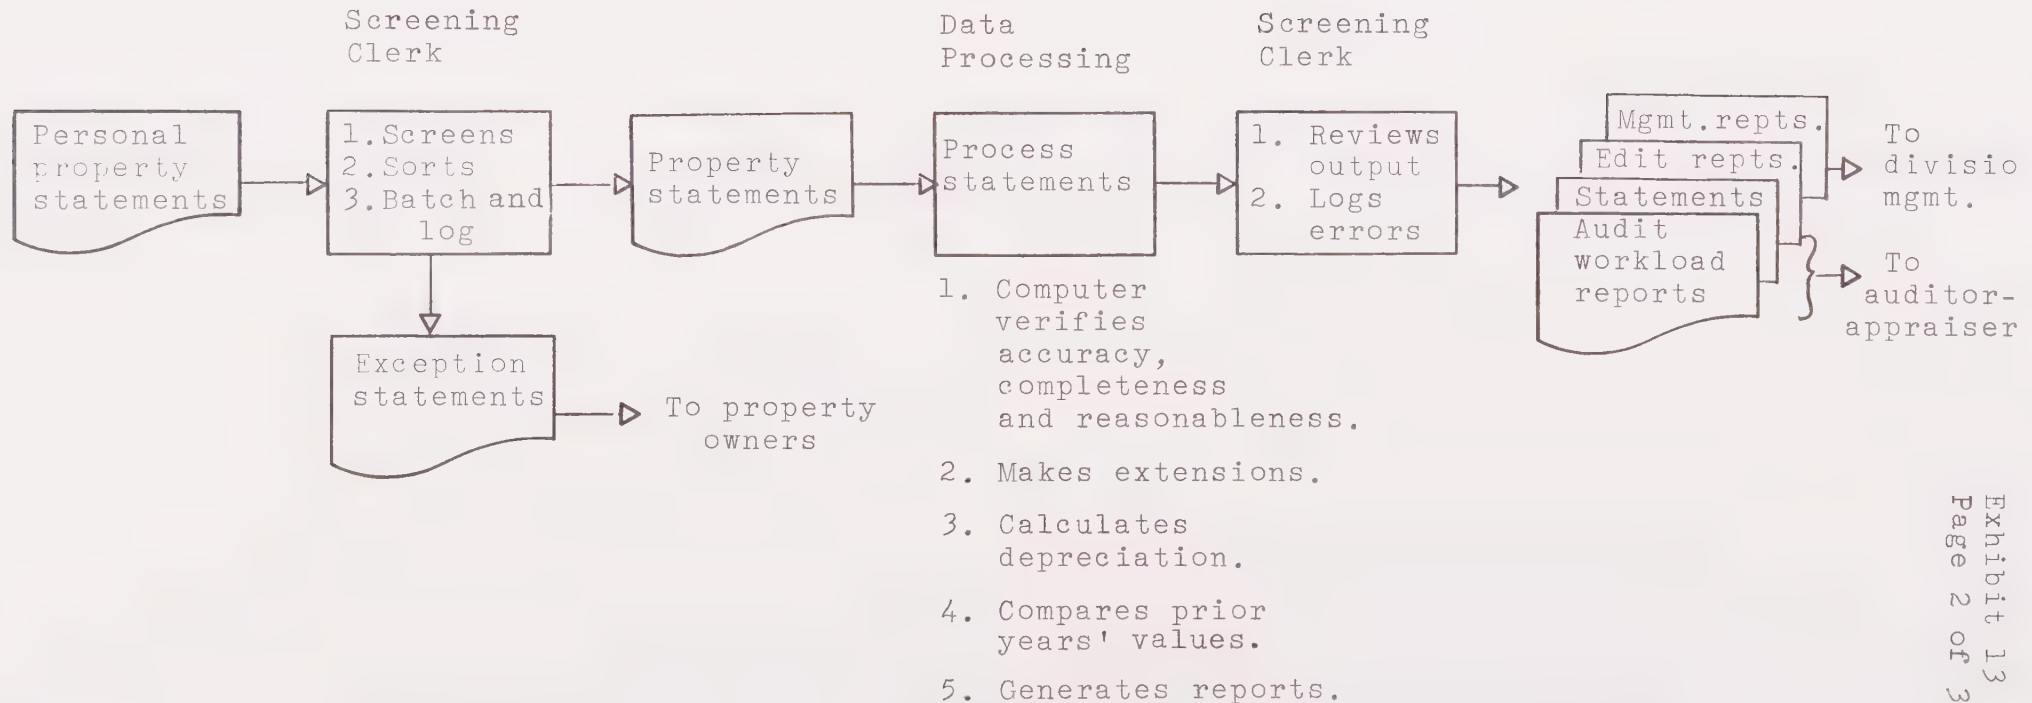 Screening
Clerk
Data
Processing
Screening
Clerk
Personal
property
statements
1. Screens
2. Sorts
3. Batch and
log
Property
statements
Process
statements
1. Reviews
output
2. Logs
errors
Mgmt. repts.
Edit repts.
Statements
Audit
workload
reports
To
divisio
mgmt.
To
auditor-
appraiser
Exception
statements
To property
owners
1. Computer
verifies
accuracy,
completeness
and reasonableness.
2. Makes extensions.
3. Calculates
depreciation.
4. Compares prior
years' values.
5. Generates reports.
Exhibit 13
Page 2 of 3